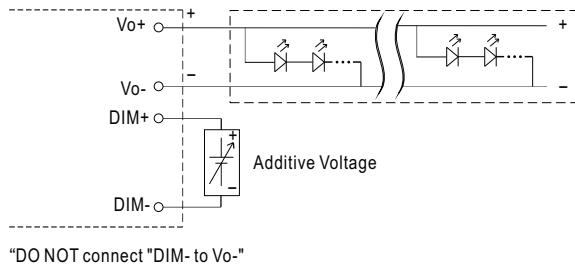 Vo+
+
+
Vo-
−
−
DIM+
+
Additive Voltage
−
DIM-
“DO NOT connect "DIM- to Vo-"